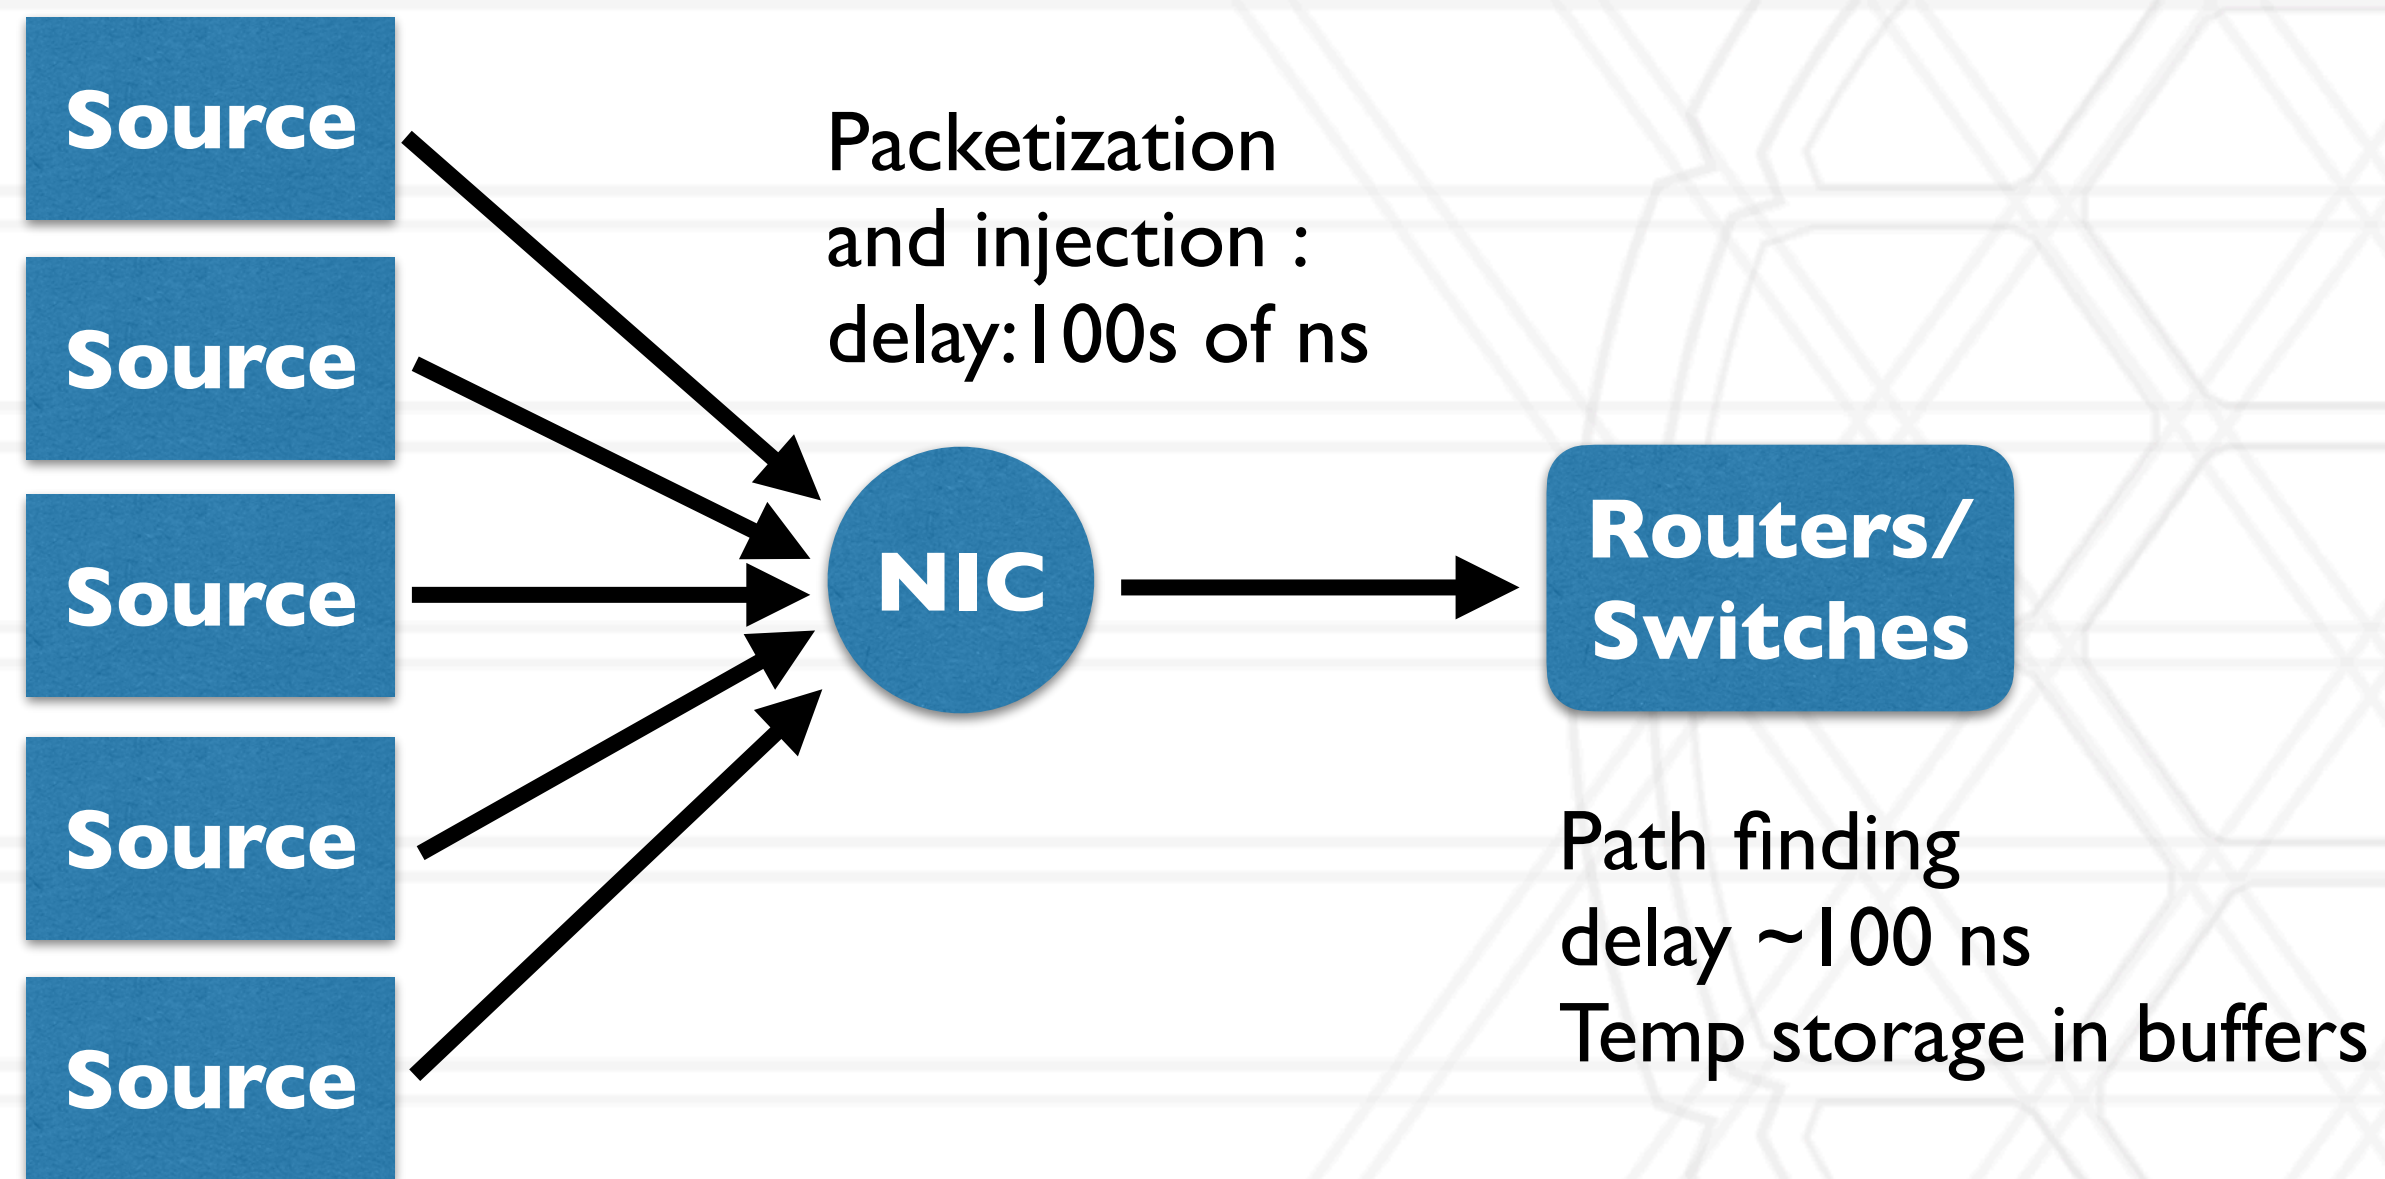 Source
Source
Source
Source
Source
Packetization
and injection :
delay:100s of ns
NIC
Routers/
Switches
Path finding
delay ~100 ns
Temp storage in buffers